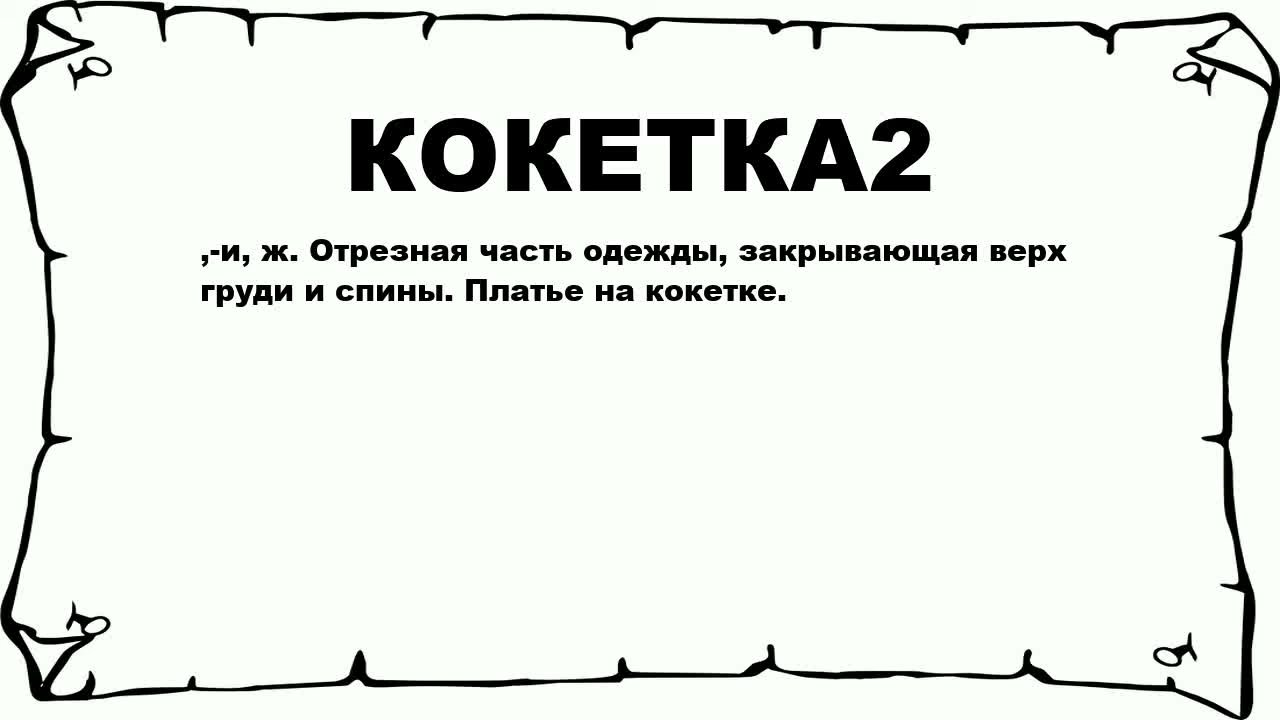 КОКЕТКА2
,-и, ж. Отрезная часть одежды, закрывающая верх
груди и спины. Платье на кокетке.